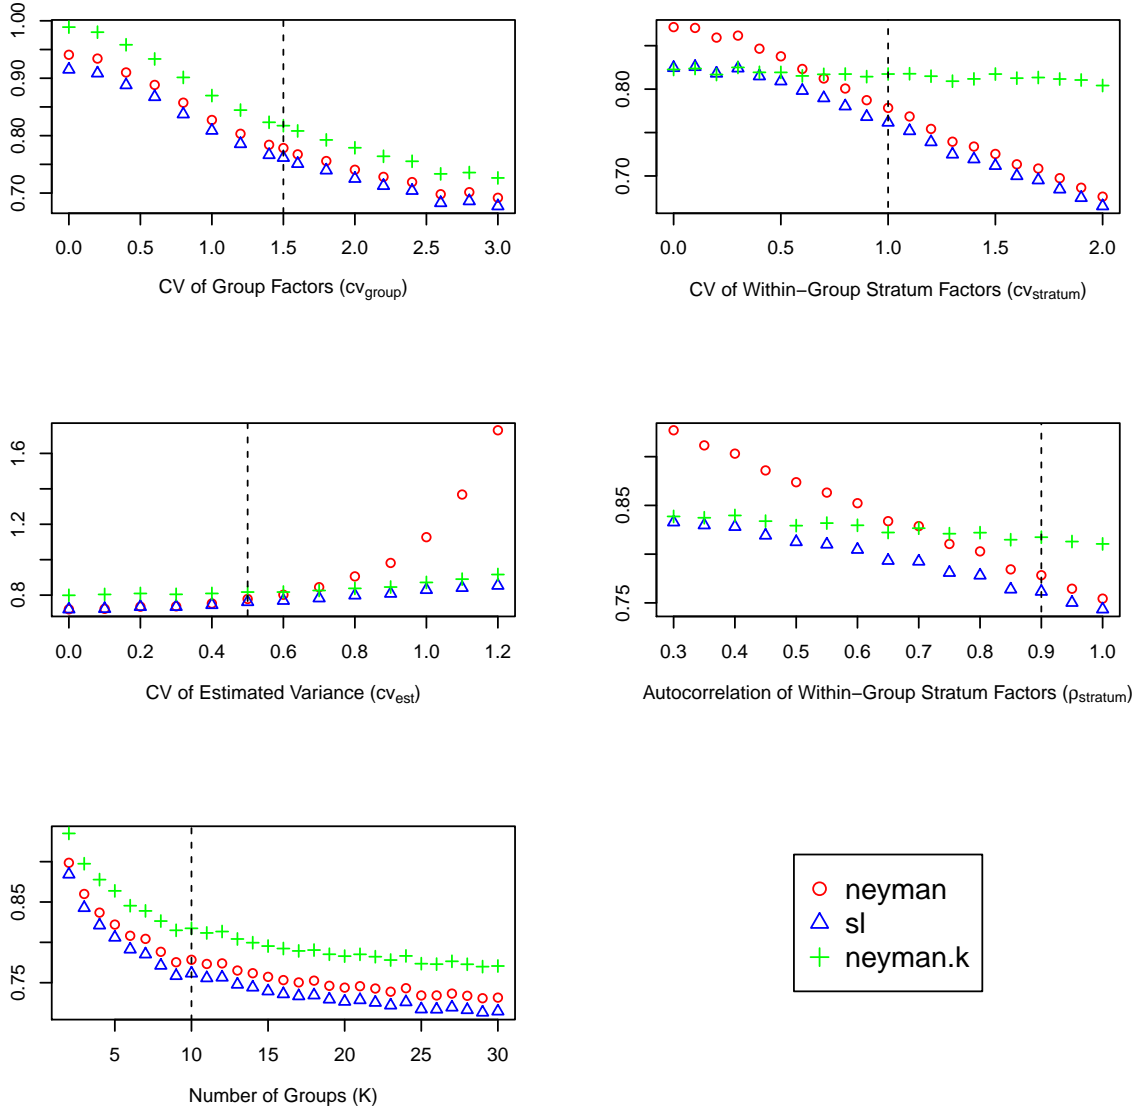 1.00
0.90
0.80
0.70
0.0 0.5 1.0 1.5 2.0 2.5 3.0
CV of Group Factors (cv_group)
0.80
0.70
0.0 0.5 1.0 1.5 2.0
CV of Within−Group Stratum Factors (cv_stratum)
1.6
1.2
0.8
0.0 0.2 0.4 0.6 0.8 1.0 1.2
CV of Estimated Variance (cv_est)
0.85
0.75
0.3 0.4 0.5 0.6 0.7 0.8 0.9 1.0
Autocorrelation of Within−Group Stratum Factors (ρ_stratum)
0.85
0.75
5 10 15 20 25 30
Number of Groups (K)
neyman
sl
neyman.k